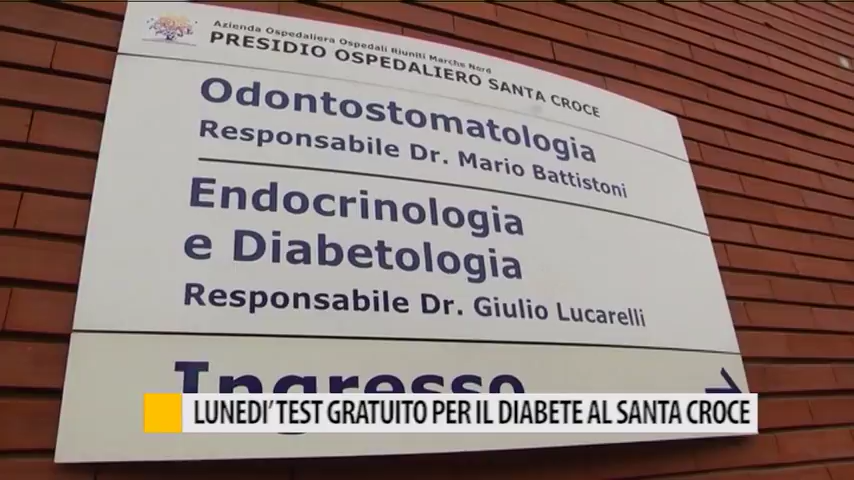 Azienda Ospedaliera Ospedali Riuniti Marche Nord
PRESIDIO OSPEDALIERO SANTA CROCE
Odontostomatologia
Responsabile Dr. Mario Battistoni
Endocrinologia
e Diabetologia
Responsabile Dr. Giulio Lucarelli
Ingresso
LUNEDI' TEST GRATUITO PER IL DIABETE AL SANTA CROCE